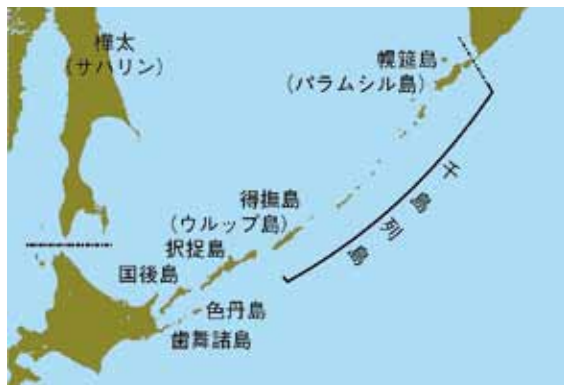 樺太
(サハリン)
幌筵島
(パラムシル島)
千島列島
得撫島
(ウルップ島)
択捉島
国後島
色丹島
歯舞諸島